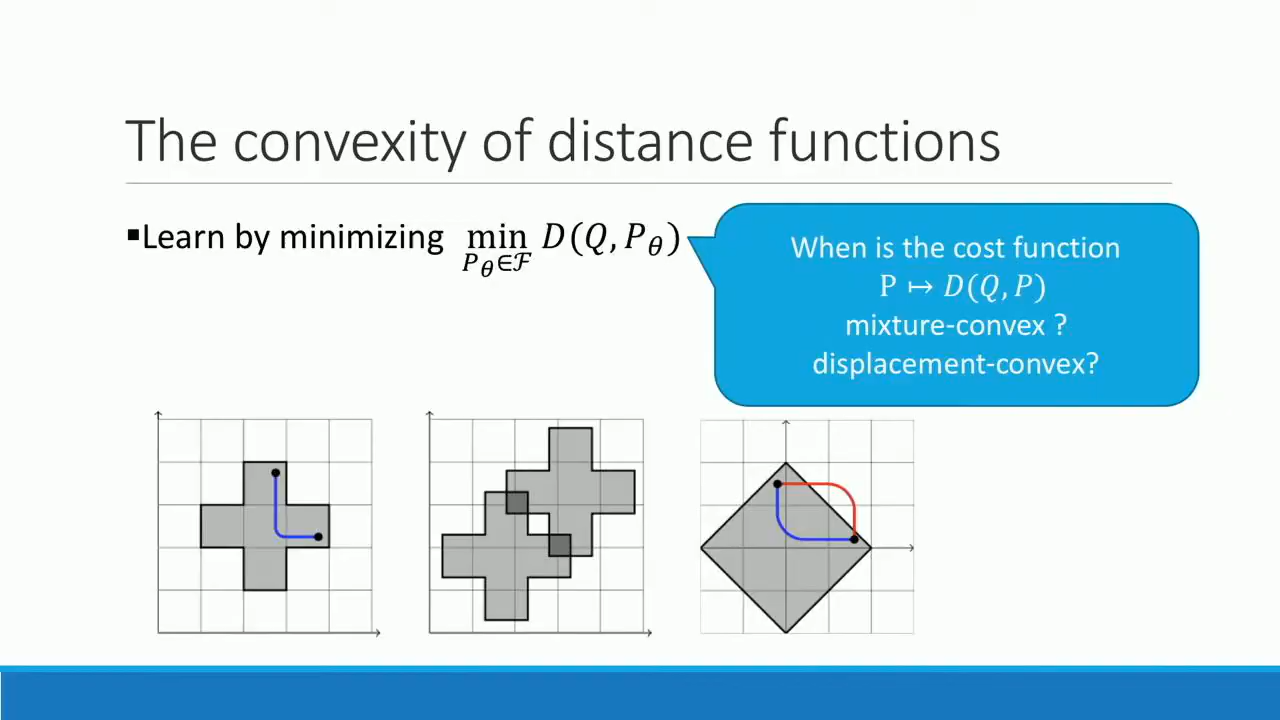 The convexity of distance functions
▪Learn by minimizing min D(Q, P_θ)
P_θ∈ℱ
When is the cost function
P ↦ D(Q, P)
mixture-convex ?
displacement-convex?